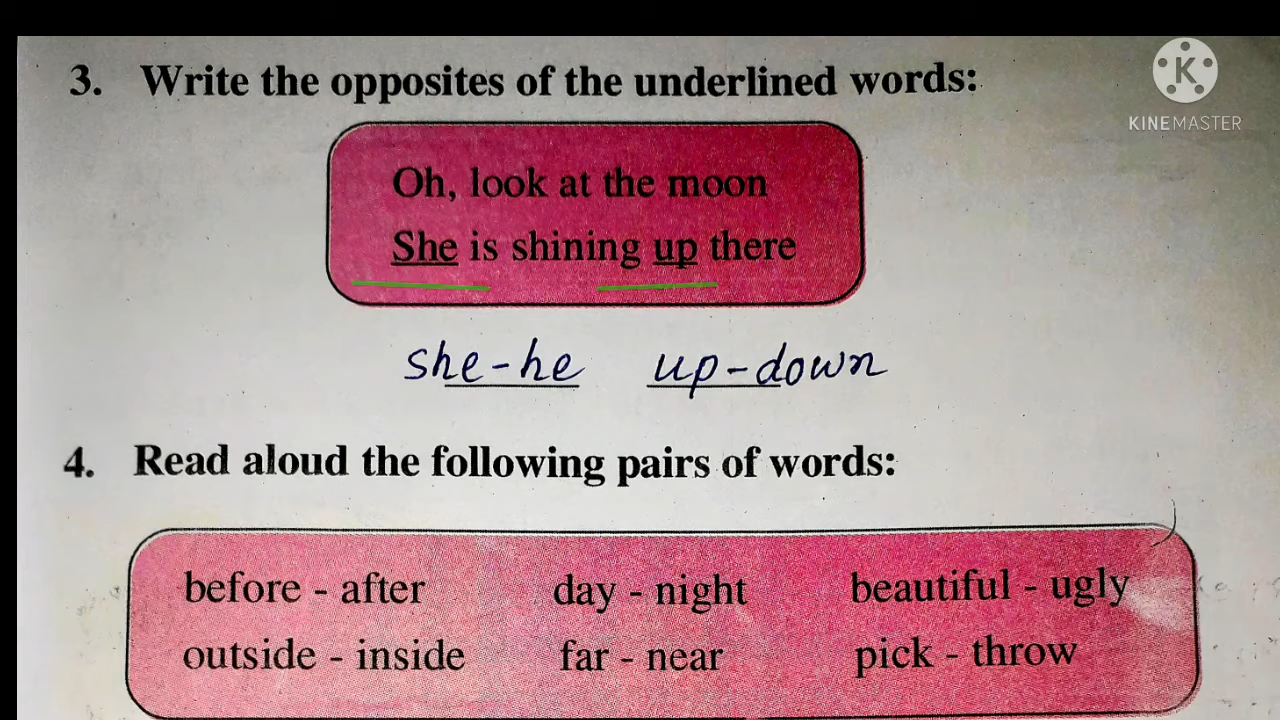 3. Write the opposites of the underlined words:
K
KINEMASTER
Oh, look at the moon
She is shining up there
she-he up-down
4. Read aloud the following pairs of words:
before - after day - night beautiful - ugly
outside - inside far - near pick - throw